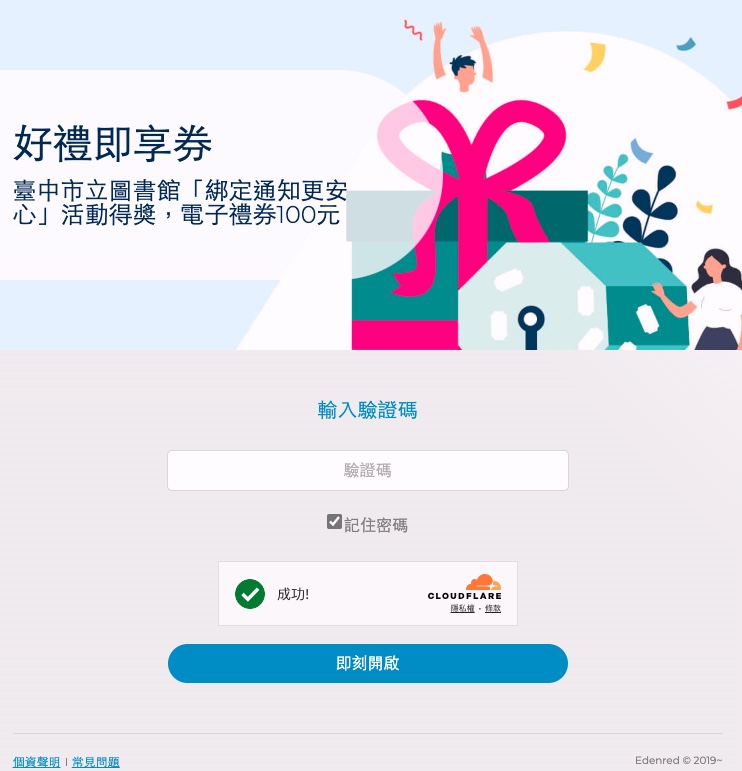 好禮即享券
臺中市立圖書館「綁定通知更安
心」活動得獎，電子禮券100元
輸入驗證碼
驗證碼
記住密碼
成功!
CLOUDFLARE
隱私權 • 條款
即刻開啟
個資聲明 | 常見問題
Edenred © 2019~